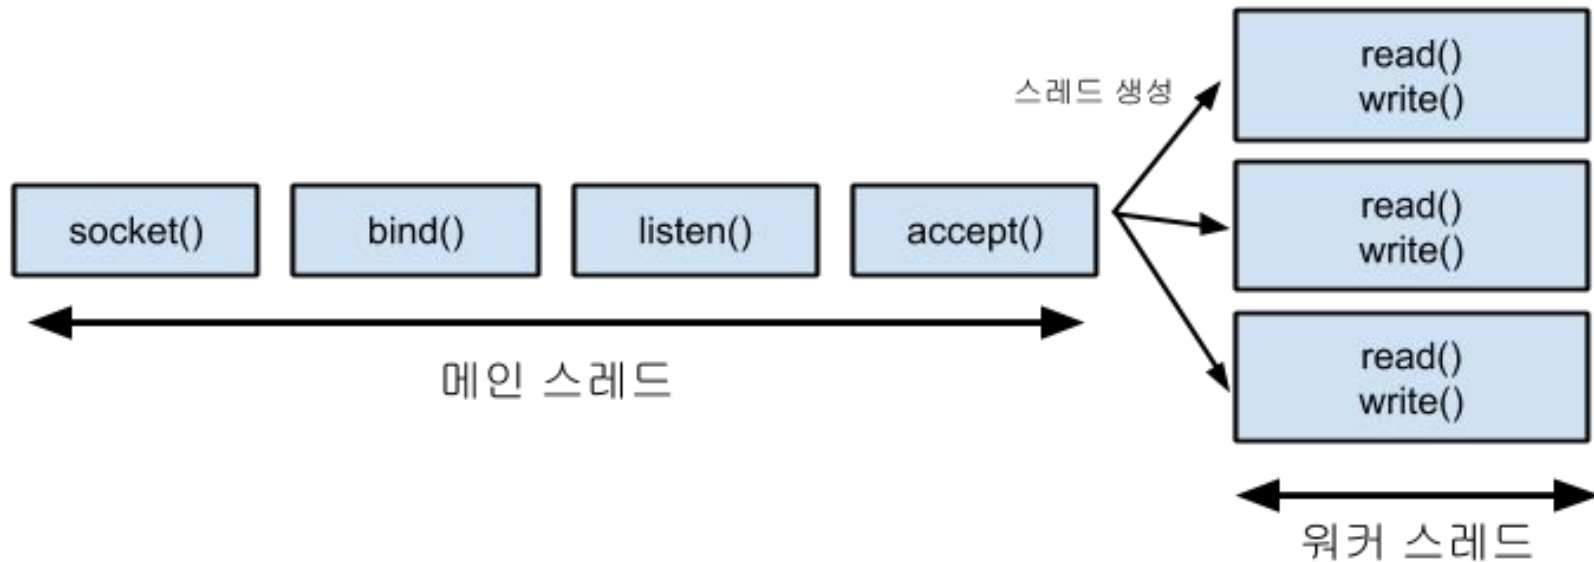 스레드 생성
read()
write()
socket()
bind()
listen()
accept()
read()
write()
read()
write()
메인 스레드
워커 스레드